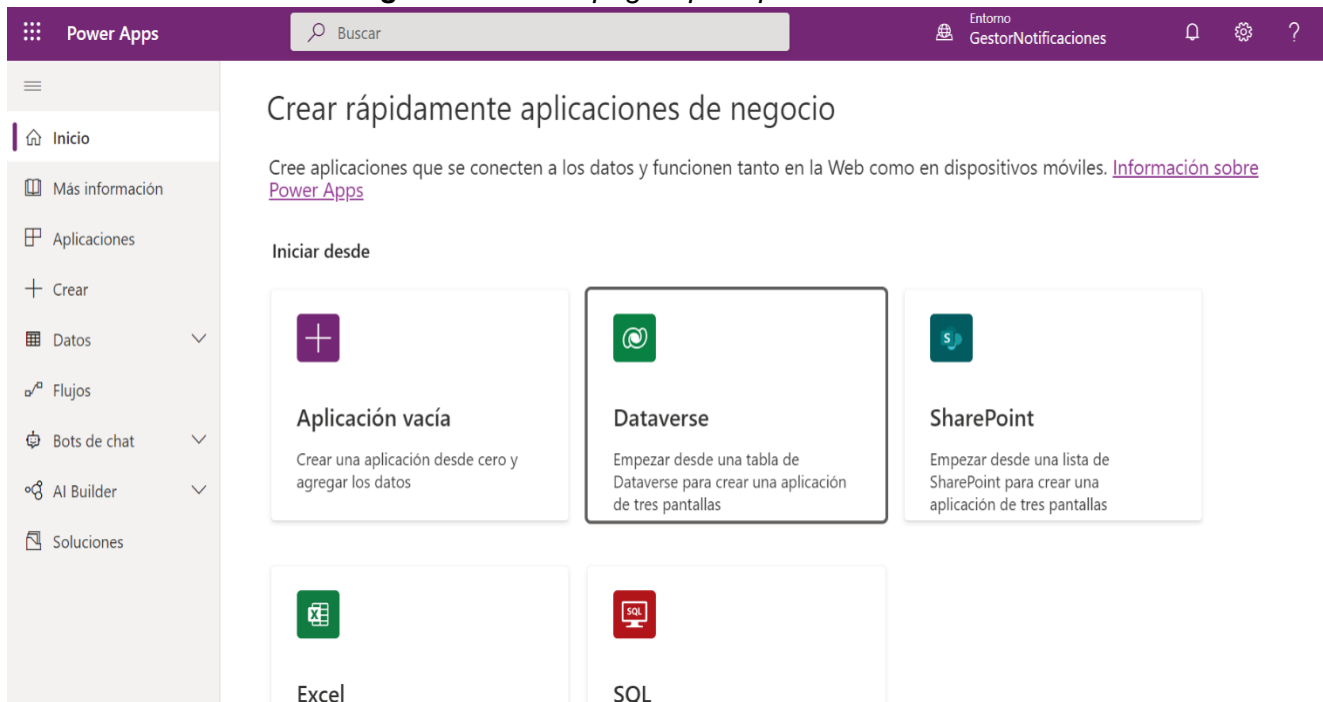 Power Apps
Buscar
Entorno
GestorNotificaciones
?
Inicio
Más información
Aplicaciones
Crear
Datos
Flujos
Bots de chat
AI Builder
Soluciones
Crear rápidamente aplicaciones de negocio
Cree aplicaciones que se conecten a los datos y funcionen tanto en la Web como en dispositivos móviles. Información sobre
Power Apps
Iniciar desde
Aplicación vacía
Crear una aplicación desde cero y
agregar los datos
Dataverse
Empezar desde una tabla de
Dataverse para crear una aplicación
de tres pantallas
S
SharePoint
Empezar desde una lista de
SharePoint para crear una
aplicación de tres pantallas
X
Excel
SQL
SQL